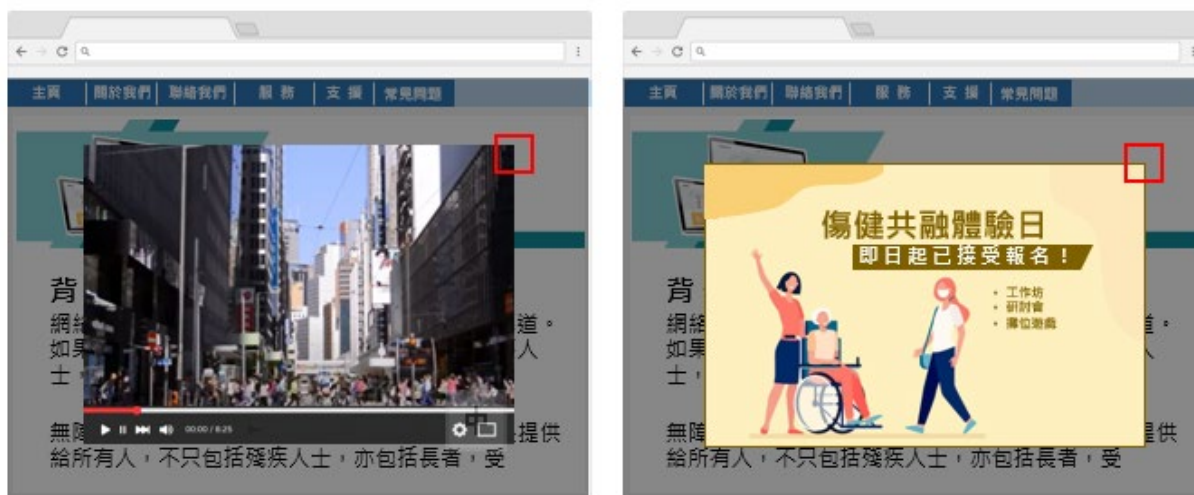 主頁 關於我們 聯絡我們 服務 支援 常見問題
背
網絡 道。
如果 人
士，
00:00 / 8:25
無障 提供
給所有人，不只包括殘疾人士，亦包括長者，受
主頁 關於我們 聯絡我們 服務 支援 常見問題
傷健共融體驗日
即日起已接受報名！
• 工作坊
• 研討會
• 攤位遊戲
背
網絡 道。
如果 人
士，
無障 提供
給所有人，不只包括殘疾人士，亦包括長者，受